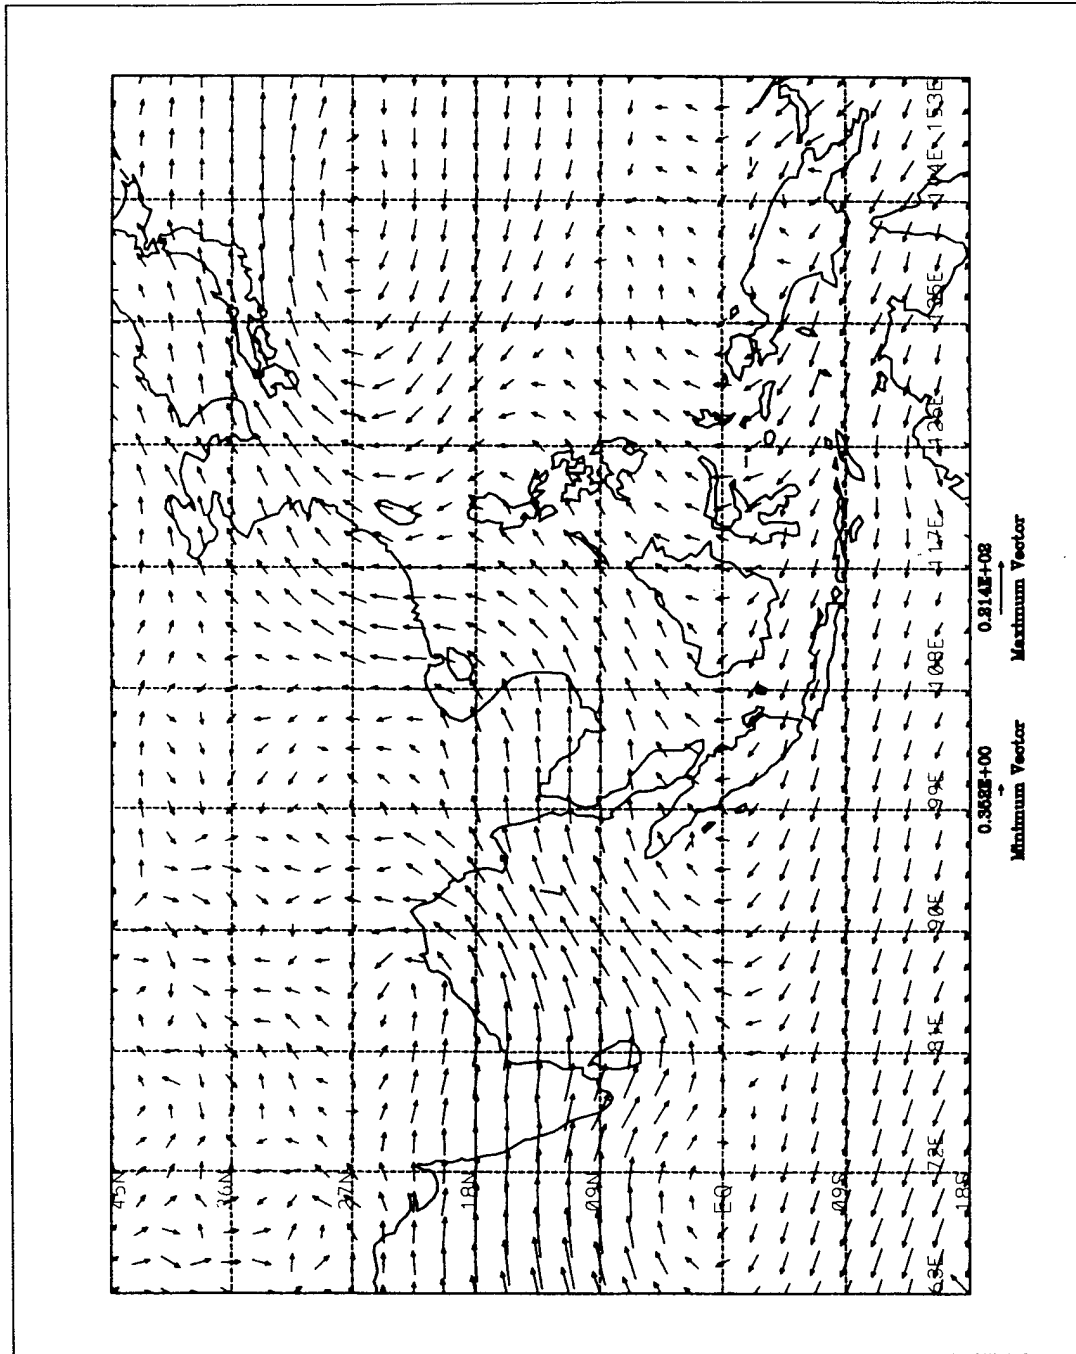 45N
36N
27N
18N
09N
EQ
09S
18S
63E
72E
81E
90E
99E
108E
117E
126E
135E
144E
153E
0.352E+00
Minimum Vector
0.214E+02
Maximum Vector